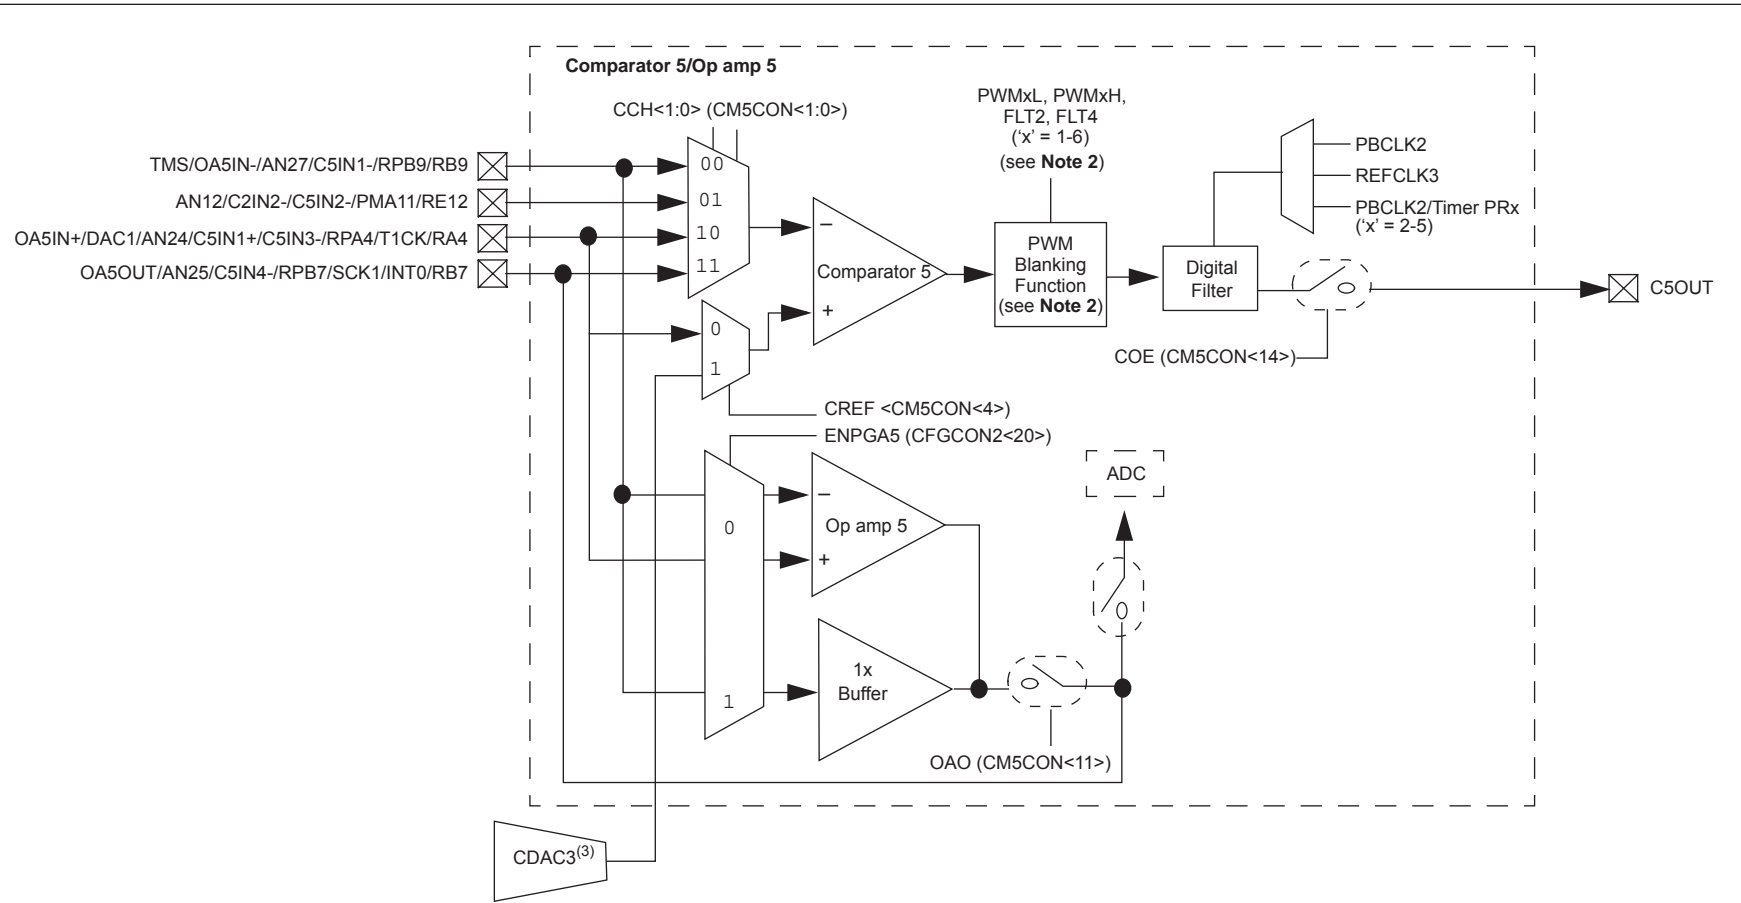 Comparator 5/Op amp 5
CCH<1:0> (CM5CON<1:0>)
PWMxL, PWMxH,
FLT2, FLT4
(‘x’ = 1-6)
(see Note 2)
TMS/OA5IN-/AN27/C5IN1-/RPB9/RB9
AN12/C2IN2-/C5IN2-/PMA11/RE12
OA5IN+/DAC1/AN24/C5IN1+/C5IN3-/RPA4/T1CK/RA4
OA5OUT/AN25/C5IN4-/RPB7/SCK1/INT0/RB7
00
01
10
11
0
1
–
Comparator 5
+
PWM
Blanking
Function
(see Note 2)
Digital
Filter
PBCLK2
REFCLK3
PBCLK2/Timer PRx
(‘x’ = 2-5)
C5OUT
COE (CM5CON<14>)
CREF <CM5CON<4>)
ENPGA5 (CFGCON2<20>)
0
1
–
Op amp 5
+
1x
Buffer
ADC
OAO (CM5CON<11>)
CDAC3(3)